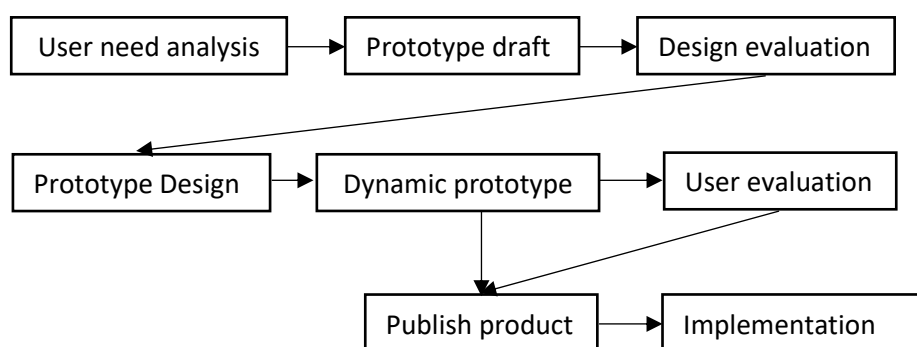 User need analysis
Prototype draft
Design evaluation
Prototype Design
Dynamic prototype
User evaluation
Publish product
Implementation